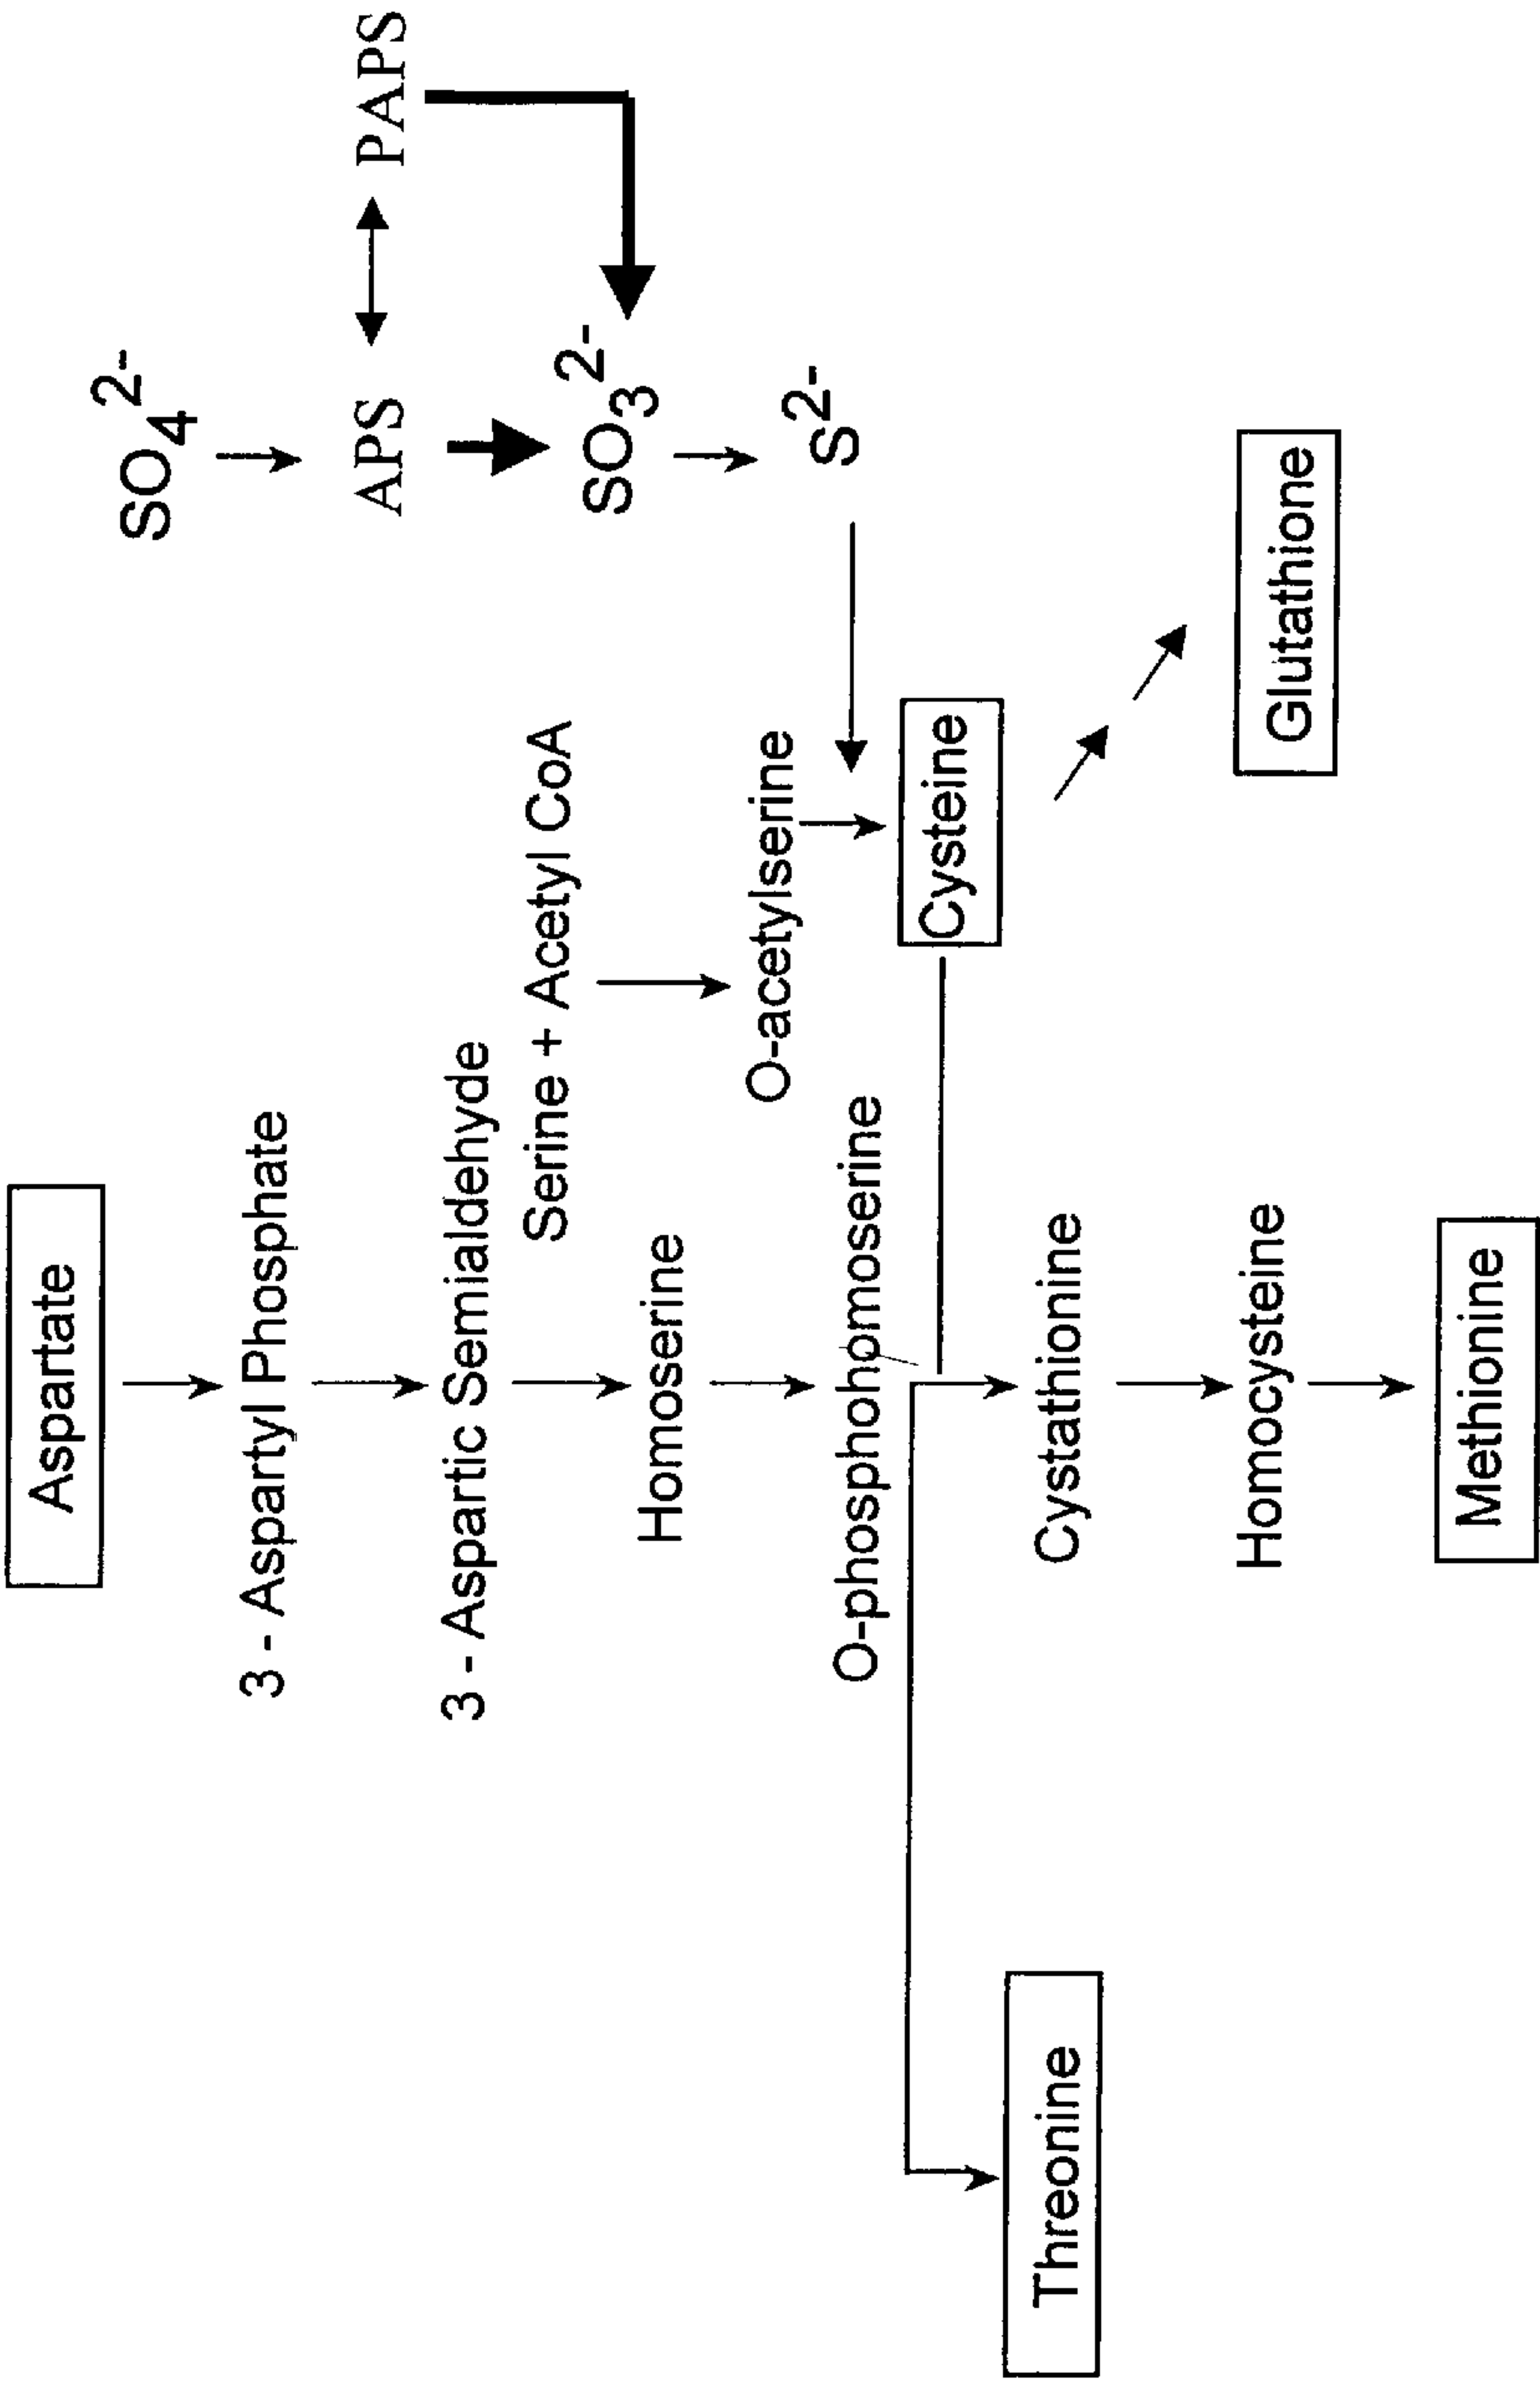 Aspartate
3 - Aspartyl Phosphate
3 - Aspartic Semialdehyde
Homoserine
O-phosphohomoserine
Cystathionine
Homocysteine
Methionine
Threonine
Serine + Acetyl CoA
O-acetylserine
Cysteine
Glutathione
SO4 2-
APS
PAPS
SO3 2-
S2-